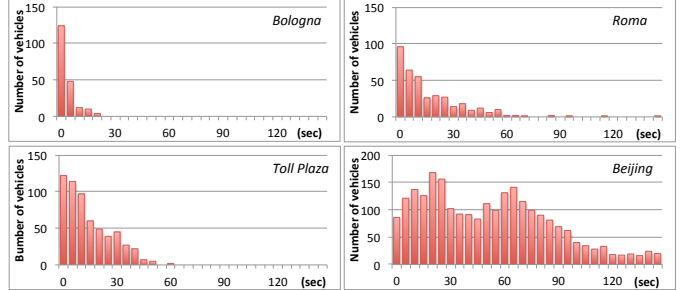 Bologna
Number of vehicles
150
100
50
0
0 30 60 90 120 (sec)
Roma
Number of vehicles
150
100
50
0
0 30 60 90 120 (sec)
Toll Plaza
Bumber of vehicles
150
100
50
0
0 30 60 90 120 (sec)
Beijing
Number of vehicles
200
150
100
50
0
0 30 60 90 120 (sec)